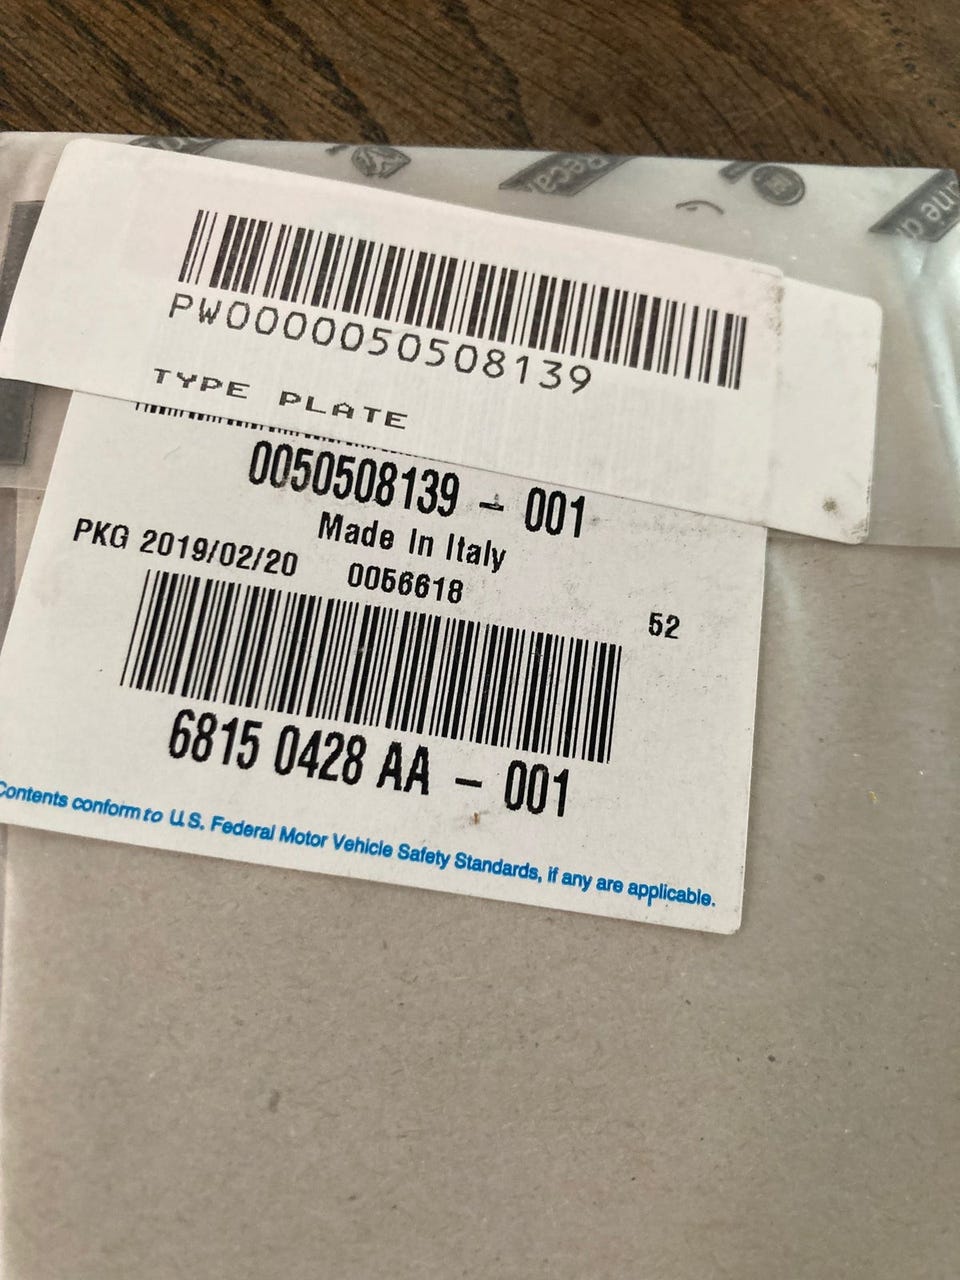 PW0000050508139
TYPE PLATE
0050508139 - 001
Made In Italy
PKG 2019/02/20 0056618
52
6815 0428 AA - 001
Contents conform to U.S. Federal Motor Vehicle Safety Standards, if any are applicable.